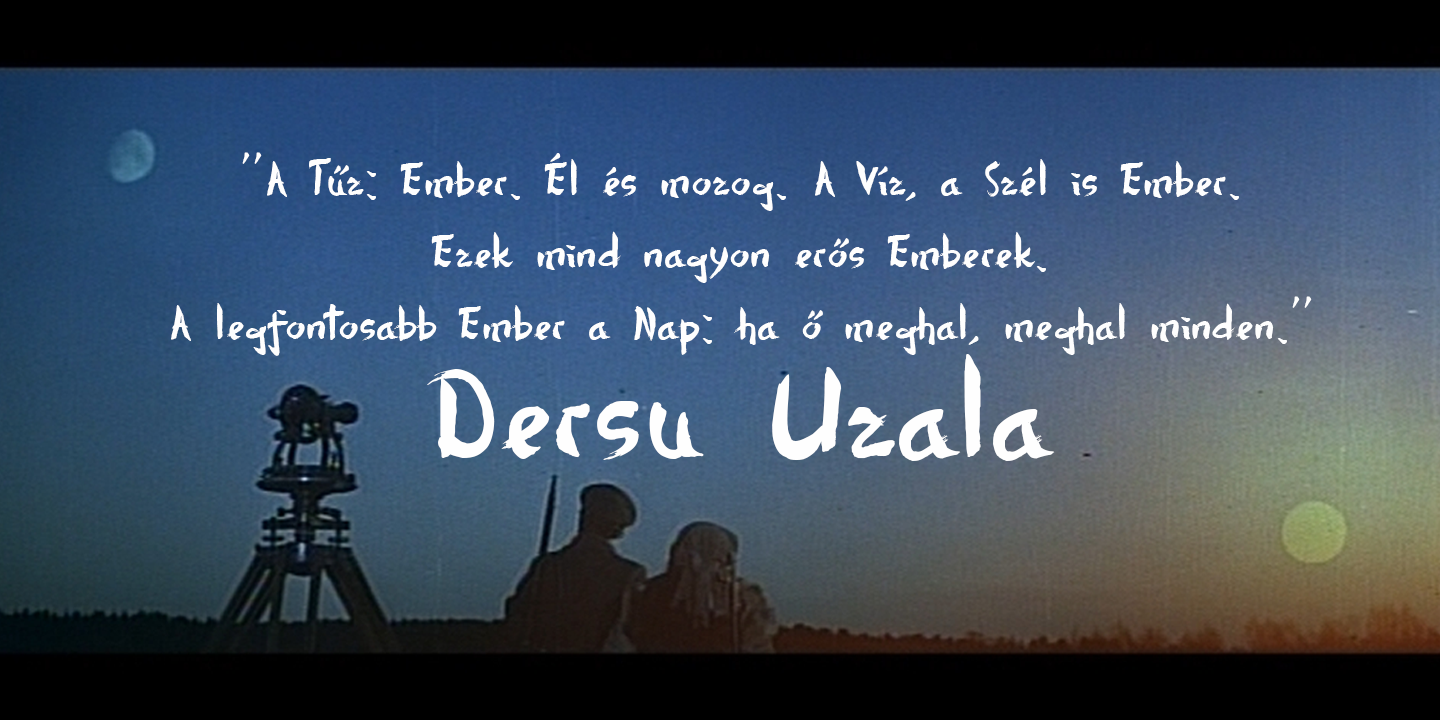 "A Tűz: Ember. Él és mozog. A Víz, a Szél is Ember.
Ezek mind nagyon erős Emberek.
A legfontosabb Ember a Nap: ha ő meghal, meghal minden."
Dersu Uzala